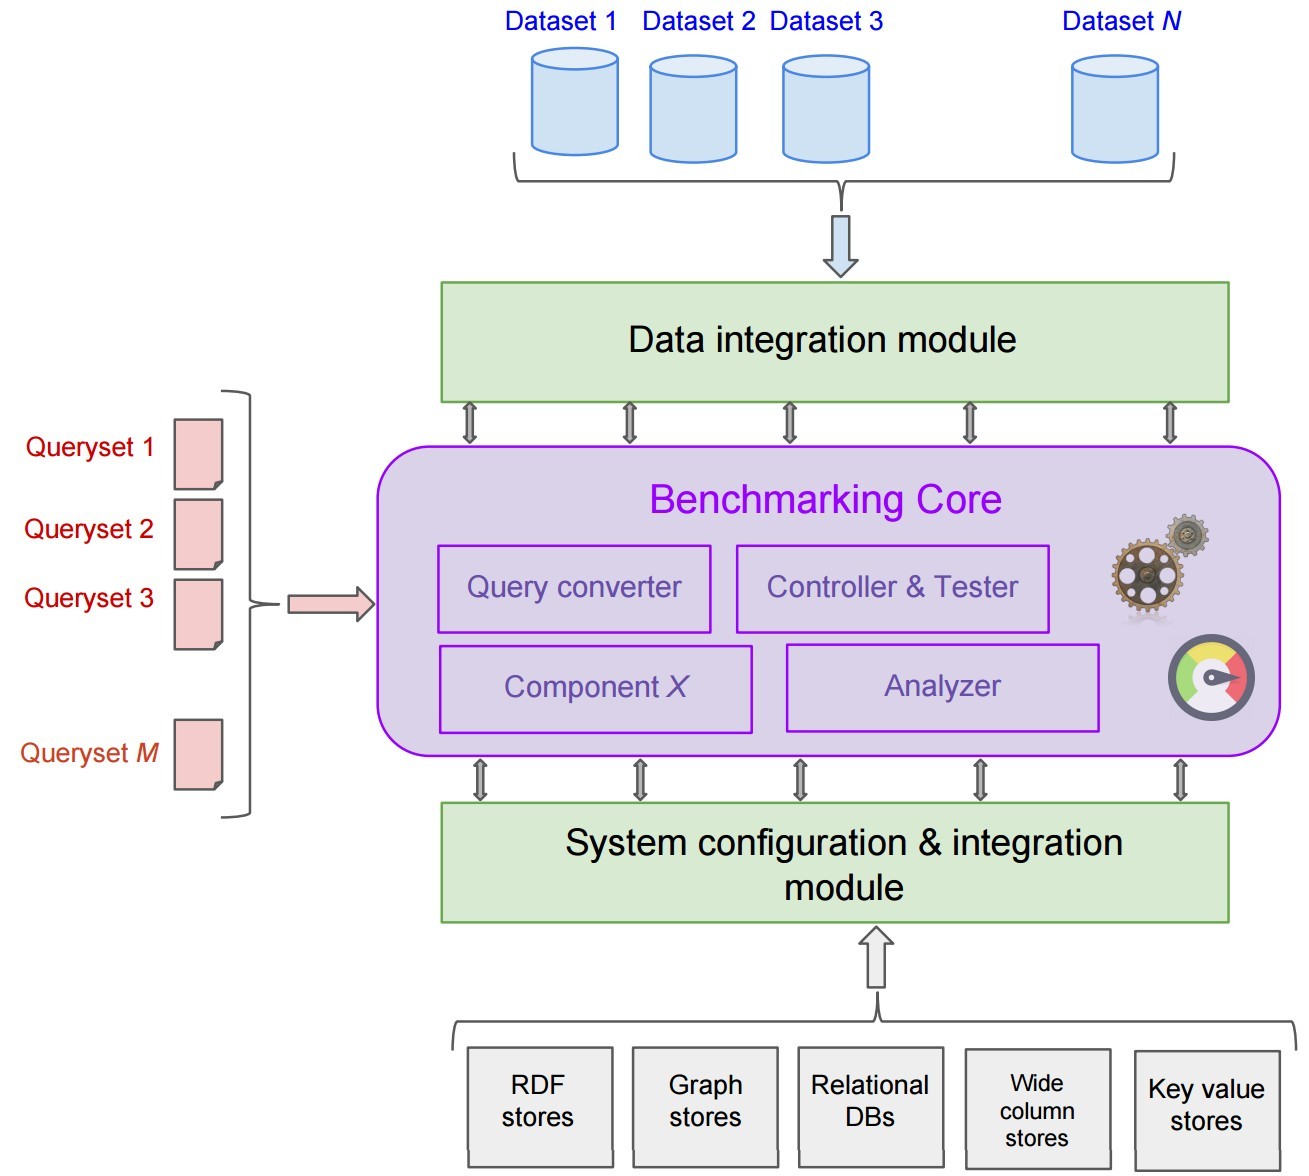 Dataset 1
Dataset 2
Dataset 3
Dataset N
Data integration module
Queryset 1
Queryset 2
Queryset 3
Queryset M
Benchmarking Core
Query converter
Controller & Tester
Component X
Analyzer
System configuration & integration
module
RDF
stores
Graph
stores
Relational
DBs
Wide
column
stores
Key value
stores